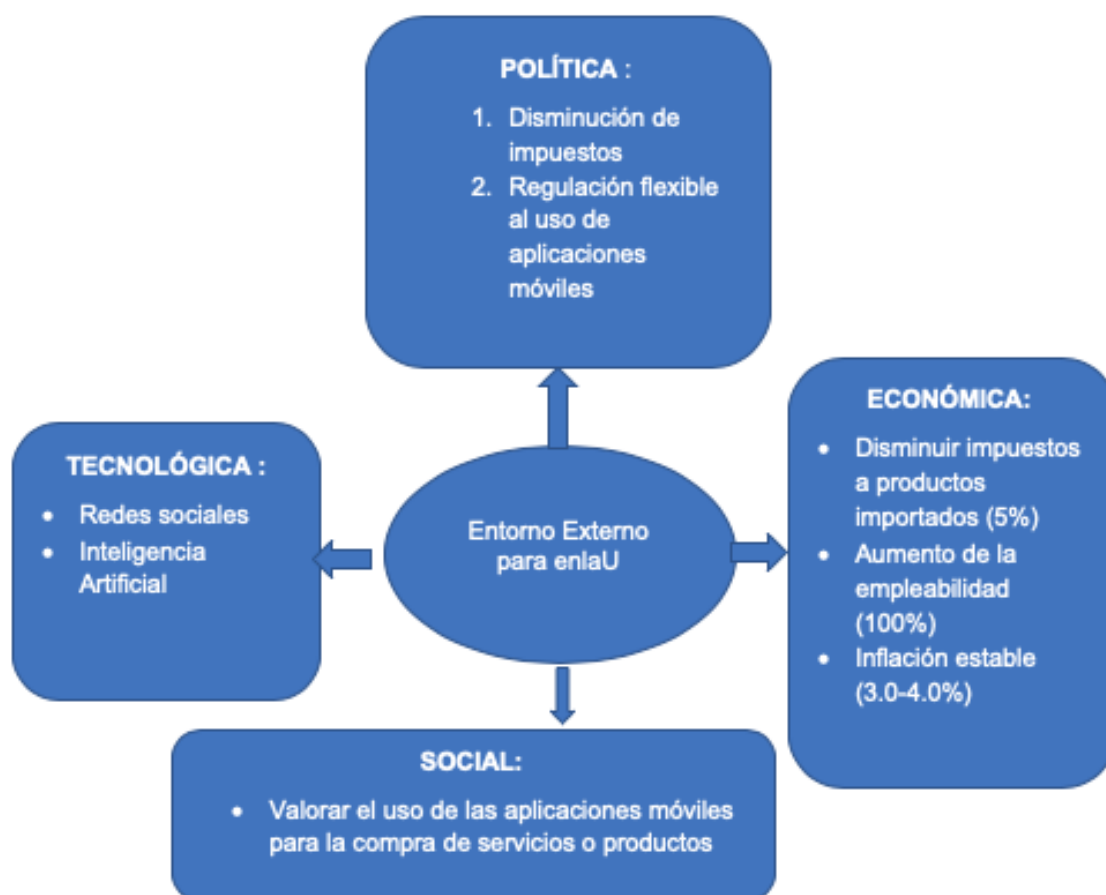 POLÍTICA :
1. Disminución de
impuestos
2. Regulación flexible
al uso de
aplicaciones
móviles
ECONÓMICA:
• Disminuir impuestos
a productos
importados (5%)
• Aumento de la
empleabilidad
(100%)
• Inflación estable
(3.0-4.0%)
TECNOLÓGICA :
• Redes sociales
• Inteligencia
Artificial
Entorno Externo
para enlaU
SOCIAL:
• Valorar el uso de las aplicaciones móviles
para la compra de servicios o productos